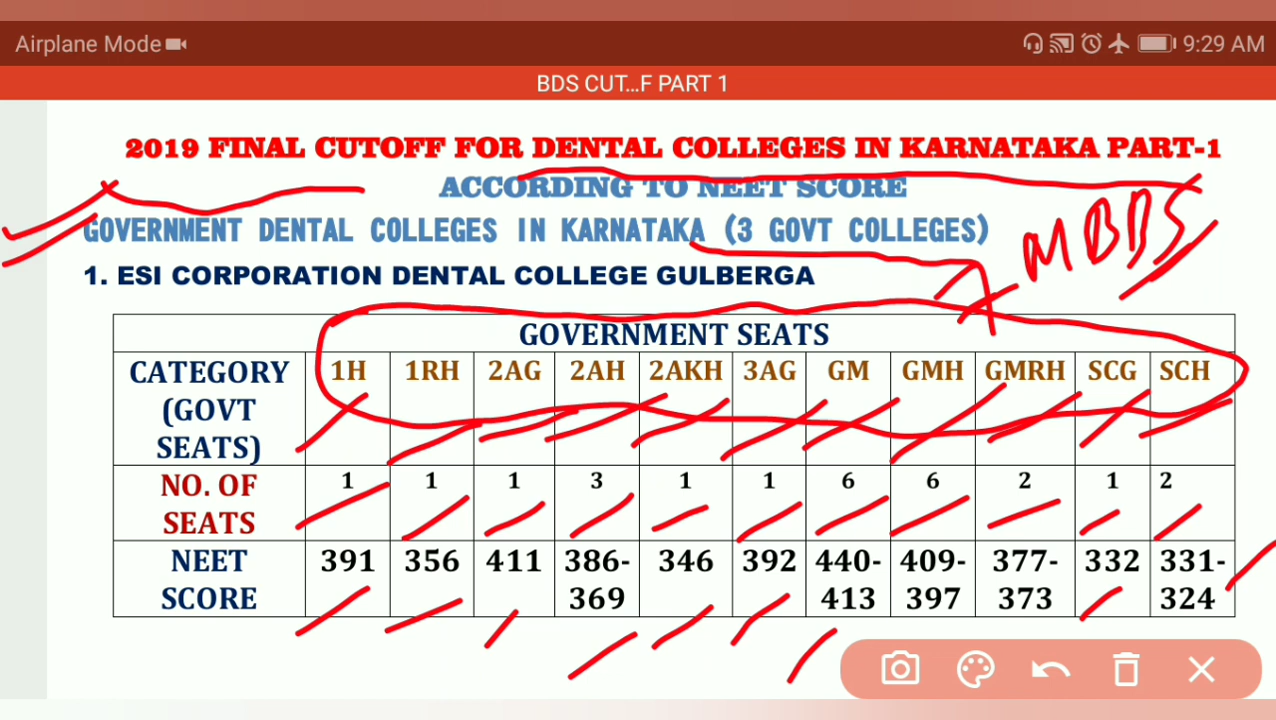 Airplane Mode 9:29 AM
BDS CUT...F PART 1
2019 FINAL CUTOFF FOR DENTAL COLLEGES IN KARNATAKA PART-1
ACCORDING TO NEET SCORE
GOVERNMENT DENTAL COLLEGES IN KARNATAKA (3 GOVT COLLEGES)
MBBS
1. ESI CORPORATION DENTAL COLLEGE GULBERGA
GOVERNMENT SEATS
CATEGORY 1H 1RH 2AG 2AH 2AKH 3AG GM GMH GMRH SCG SCH
(GOVT
SEATS)
NO. OF 1 1 1 3 1 1 6 6 2 1 2
SEATS
NEET 391 356 411 386- 346 392 440- 409- 377- 332 331-
SCORE 369 413 397 373 324